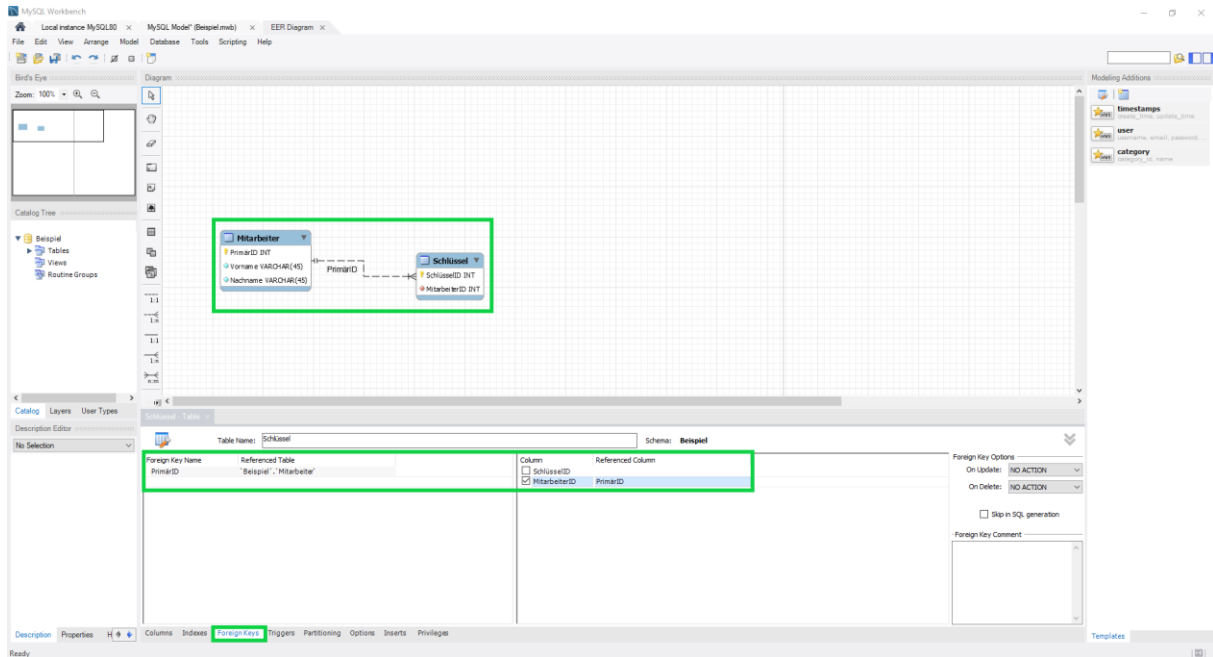 MySQL Workbench
Local instance MySQL80 × MySQL Model* (Beispiel.mwb) × EER Diagram ×
File Edit View Arrange Model Database Tools Scripting Help
Bird's Eye
Diagram
Modeling Additions
Zoom: 100%
timestamps
create_time, update_time
user
username, email, password, ...
category
category_id, name
Catalog Tree
Beispiel
Tables
Views
Routine Groups
Mitarbeiter
PrimärID INT
Vorname VARCHAR(45)
Nachname VARCHAR(45)
PrimärID
Schlüssel
SchlüsselID INT
MitarbeiterID INT
1:1
1:n
1:1
1:n
n:m
Catalog Layers User Types
Schlüssel - Table ×
Description Editor
No Selection
Table Name: Schlüssel
Schema: Beispiel
Foreign Key Name Referenced Table
PrimärID `Beispiel`.`Mitarbeiter`
Column Referenced Column
SchlüsselID
MitarbeiterID PrimärID
Foreign Key Options
On Update: NO ACTION
On Delete: NO ACTION
Skip in SQL generation
Foreign Key Comment
Description Properties H
Columns Indexes Foreign Keys Triggers Partitioning Options Inserts Privileges
Templates
Ready